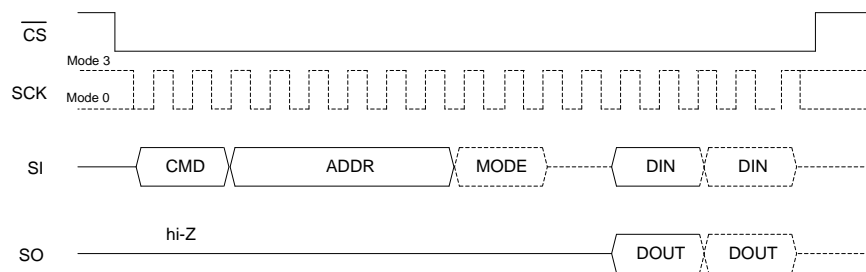 CS
Mode 3
SCK
Mode 0
SI CMD ADDR MODE DIN DIN
hi-Z
SO DOUT DOUT